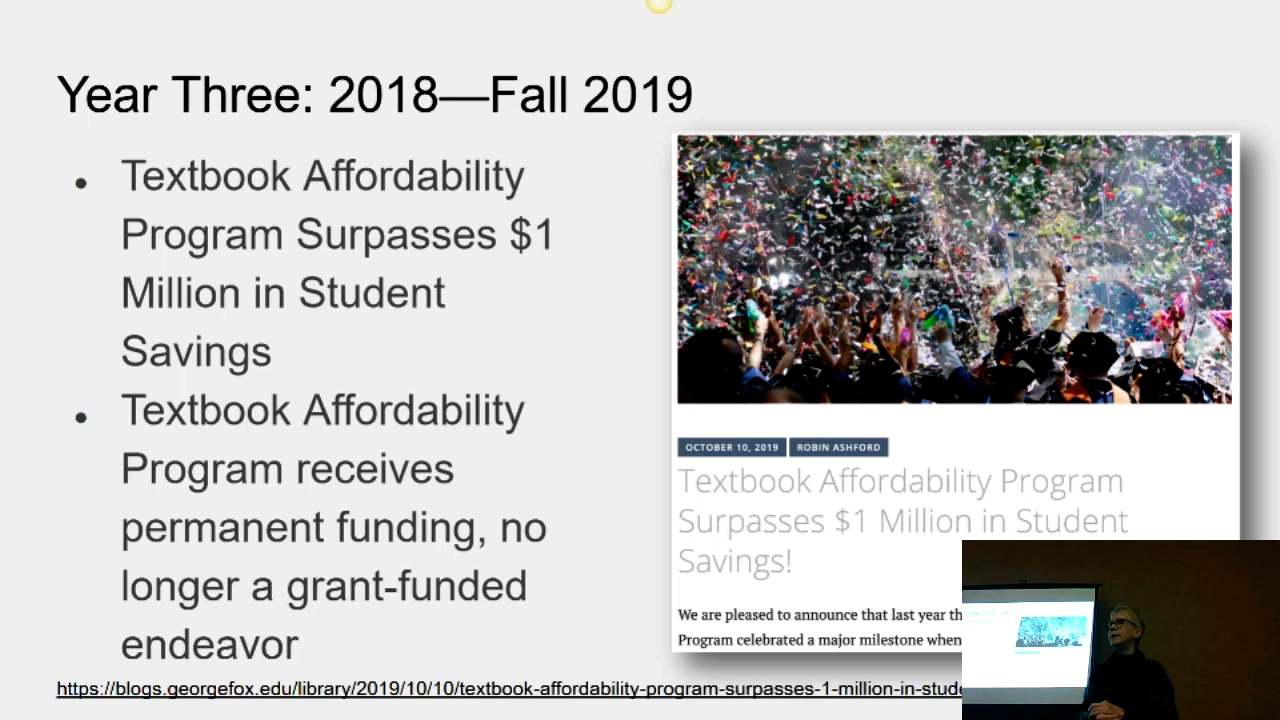 Year Three: 2018—Fall 2019
• Textbook Affordability
Program Surpasses $1
Million in Student
Savings
• Textbook Affordability
Program receives
permanent funding, no
longer a grant-funded
endeavor
OCTOBER 10, 2019 ROBIN ASHFORD
Textbook Affordability Program
Surpasses $1 Million in Student
Savings!
We are pleased to announce that last year
Program celebrated a major milestone when
https://blogs.georgefox.edu/library/2019/10/10/textbook-affordability-program-surpasses-1-million-in-stude